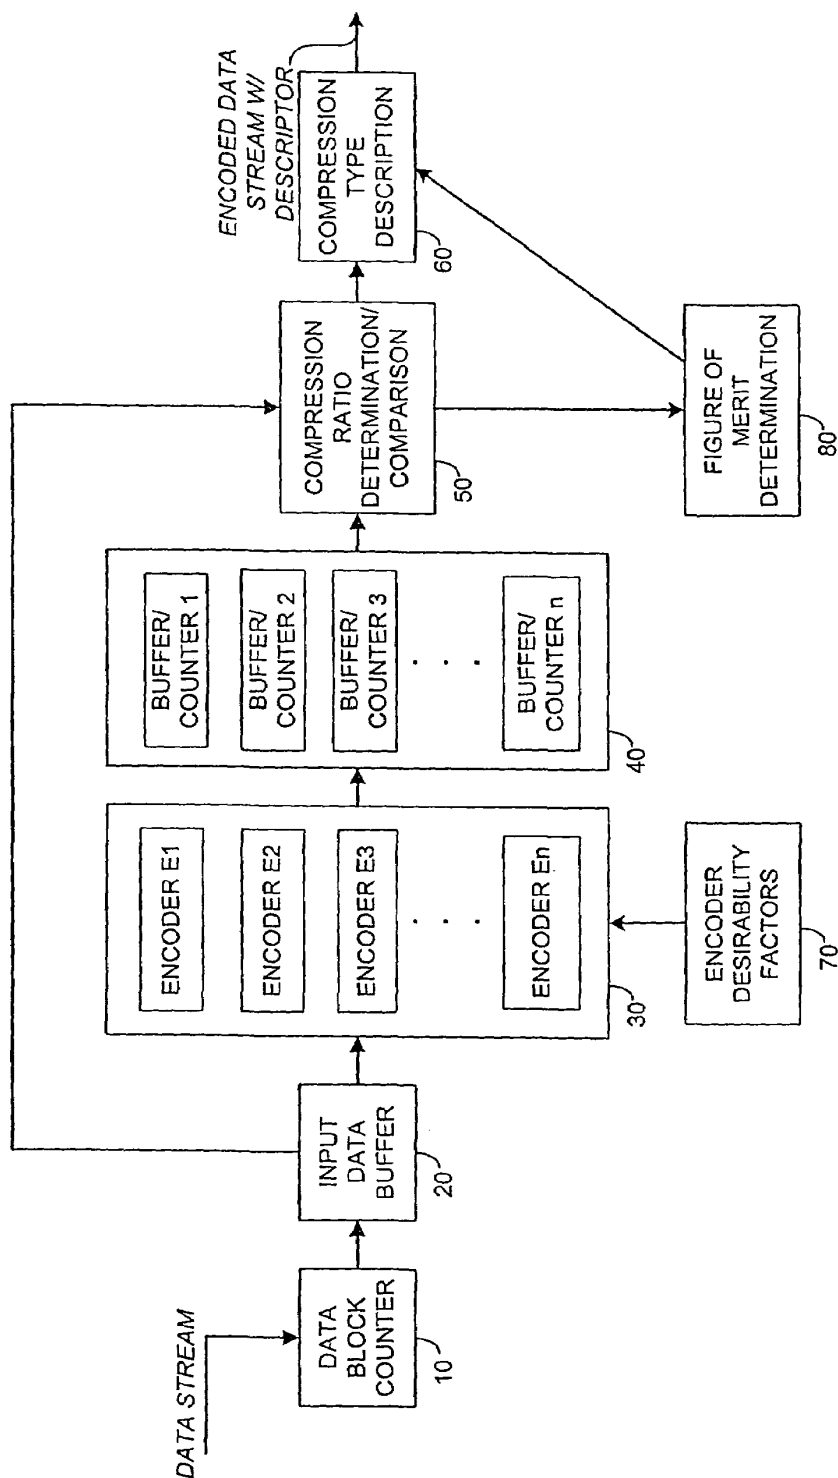 DATA STREAM
DATA
BLOCK
COUNTER
10
INPUT
DATA
BUFFER
20
ENCODER E1
ENCODER E2
ENCODER E3
. . .
ENCODER En
30
ENCODER
DESIRABILITY
FACTORS
70
BUFFER/
COUNTER 1
BUFFER/
COUNTER 2
BUFFER/
COUNTER 3
. . .
BUFFER/
COUNTER n
40
COMPRESSION
RATIO
DETERMINATION/
COMPARISON
50
FIGURE OF
MERIT
DETERMINATION
80
COMPRESSION
TYPE
DESCRIPTION
60
ENCODED DATA
STREAM W/
DESCRIPTOR